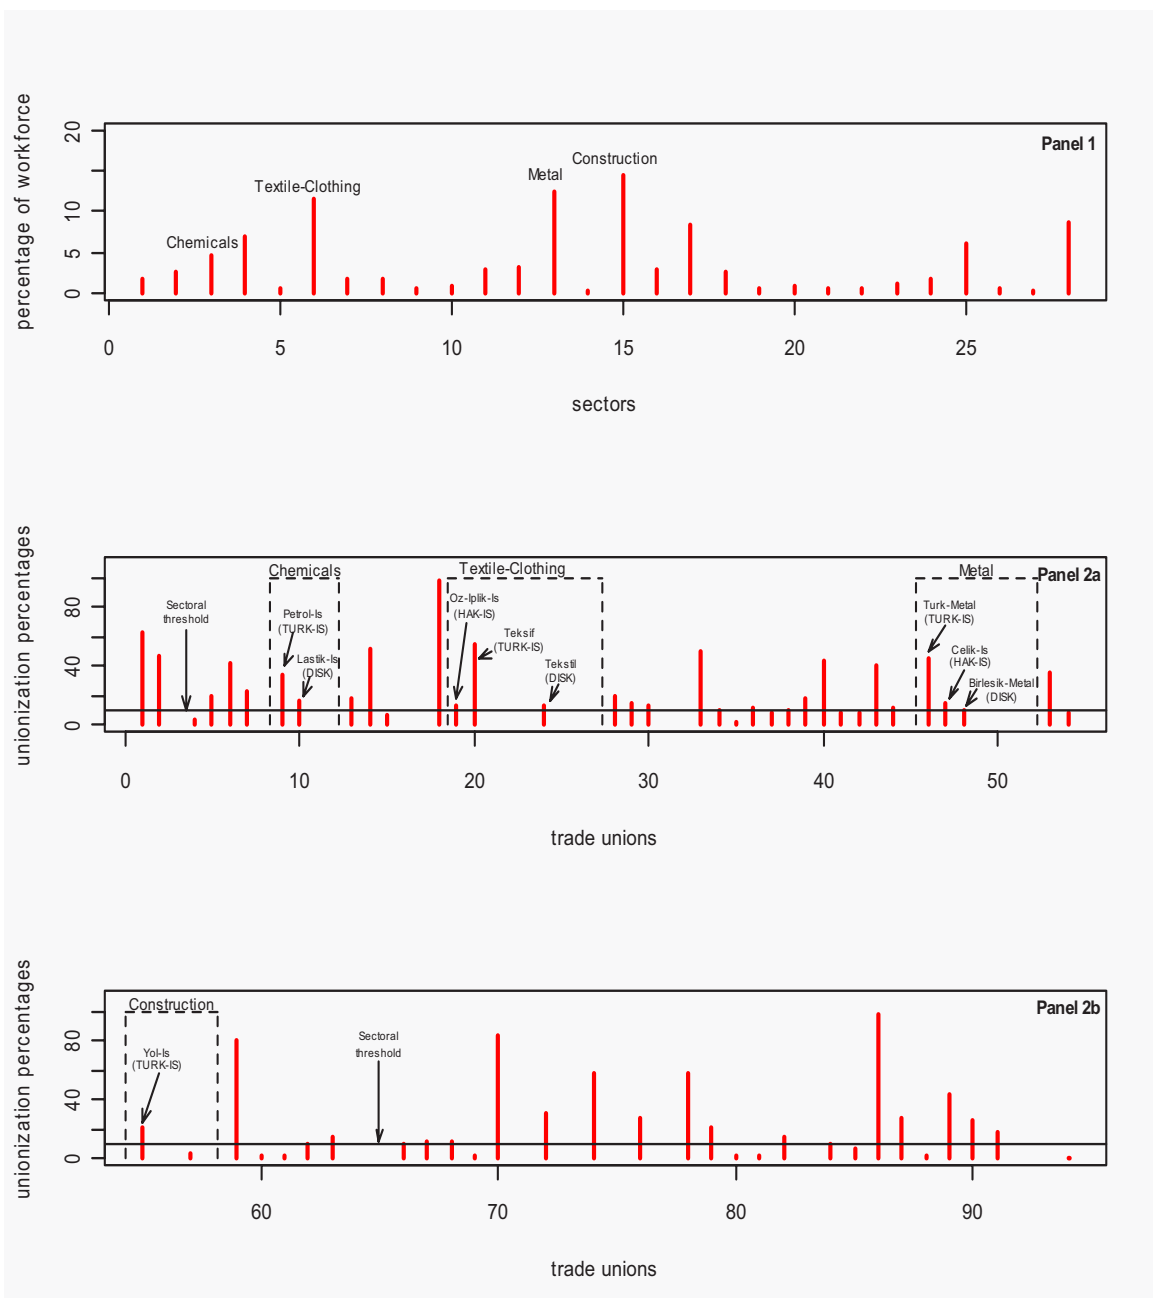 Panel 1
percentage of workforce
20
10
5
0
Construction
Metal
Textile-Clothing
Chemicals
0 5 10 15 20 25
sectors
Panel 2a
unionization percentages
80
40
0
Chemicals
Textile-Clothing
Metal
Sectoral
threshold
Petrol-Is
(TURK-IS)
Lastik-Is
(DISK)
Oz-Iplik-Is
(HAK-IS)
Teksif
(TURK-IS)
Tekstil
(DISK)
Turk-Metal
(TURK-IS)
Celik-Is
(HAK-IS)
Birlesik-Metal
(DISK)
0 10 20 30 40 50
trade unions
Panel 2b
unionization percentages
80
40
0
Construction
Yol-Is
(TURK-IS)
Sectoral
threshold
60 70 80 90
trade unions